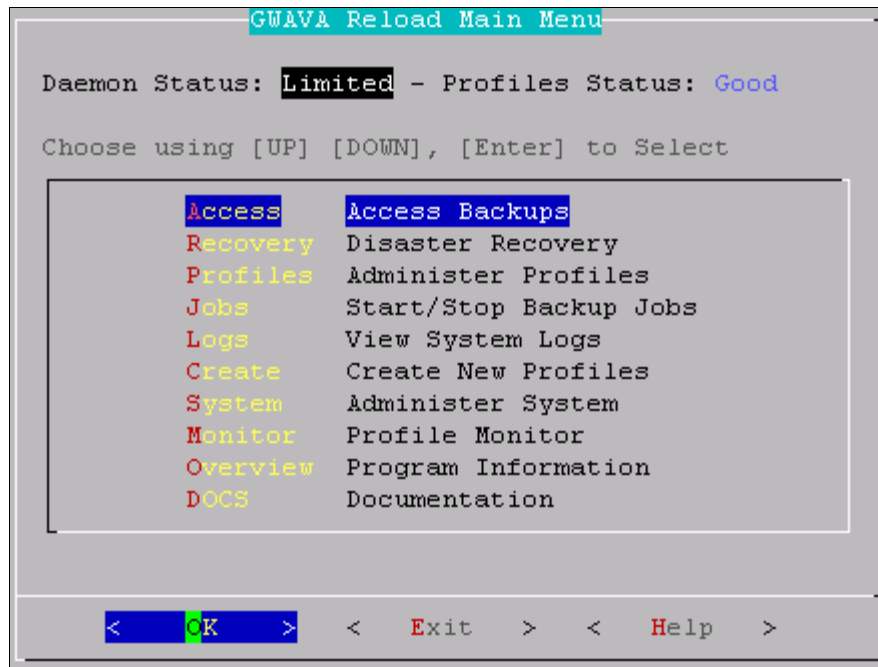 GWAVA Reload Main Menu
Daemon Status: Limited - Profiles Status: Good
Choose using [UP] [DOWN], [Enter] to Select
Access Access Backups
Recovery Disaster Recovery
Profiles Administer Profiles
Jobs Start/Stop Backup Jobs
Logs View System Logs
Create Create New Profiles
System Administer System
Monitor Profile Monitor
Overview Program Information
DOCS Documentation
< OK > < Exit > < Help >